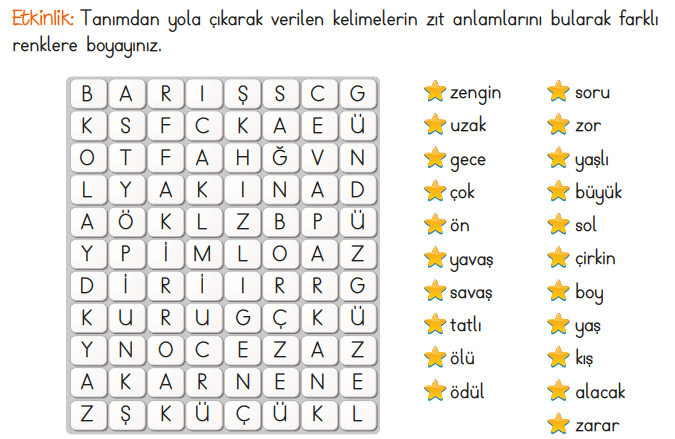 Etkinlik: Tanımdan yola çıkarak verilen kelimelerin zıt anlamlarını bularak farklı
renklere boyayınız.
B A R I Ş S C G
K S F C K A E Ü
O T F A H Ğ V N
L Y A K I N A D
A Ö K L Z B P Ü
Y P İ M L O A Z
D İ R İ I R R G
K U R U G Ç K Ü
Y N O C E Z A Z
A K A R N E N E
Z Ş K Ü Ç Ü K L
zengin
uzak
gece
çok
ön
yavaş
savaş
tatlı
ölü
ödül
soru
zor
yaşlı
büyük
sol
çirkin
boy
yaş
kış
alacak
zarar